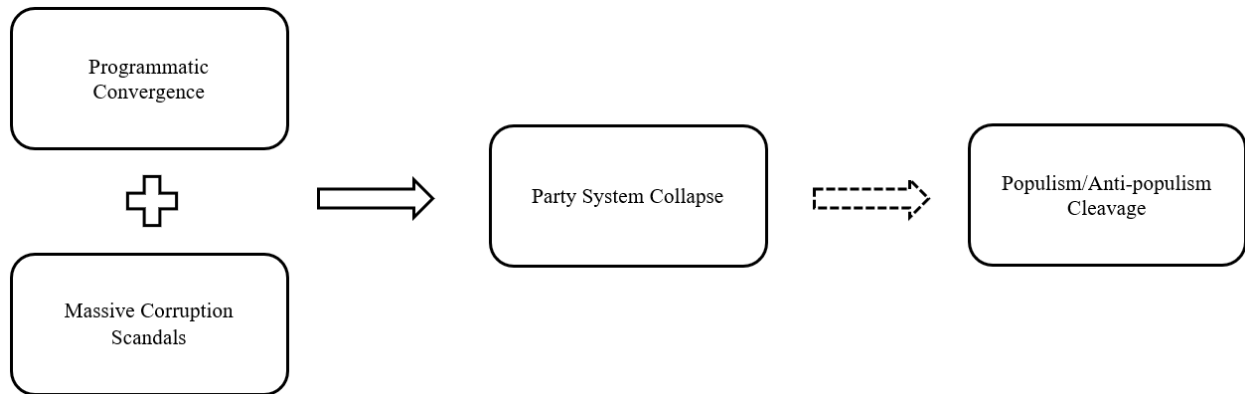 Programmatic
Convergence
Massive Corruption
Scandals
Party System Collapse
Populism/Anti-populism
Cleavage